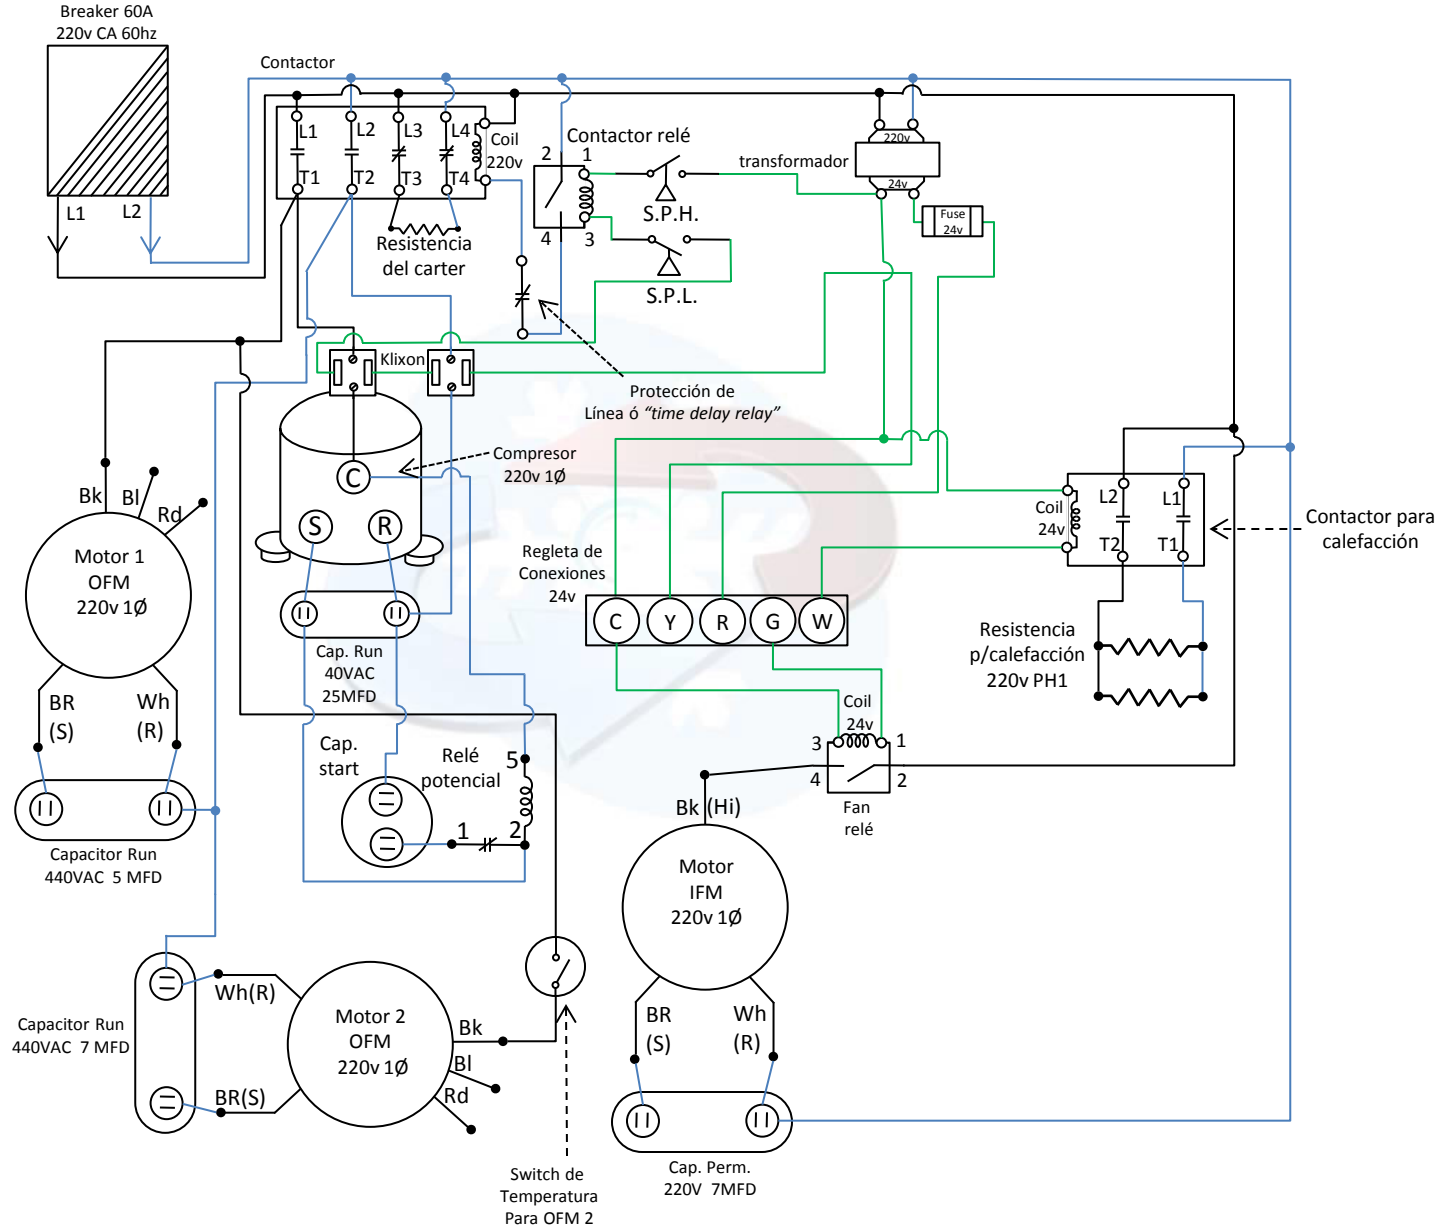 Breaker 60A
220v CA 60hz
L1
L2
Contactor
L1
L2
L3
L4
Coil
220v
T1
T2
T3
T4
Resistencia
del carter
Contactor relé
2
1
4
3
S.P.H.
S.P.L.
transformador
220v
24v
Fuse
24v
Klixon
Protección de
Línea ó “time delay relay”
Compresor
220v 1Ø
C
S
R
Bk
Bl
Rd
Motor 1
OFM
220v 1Ø
BR
(S)
Wh
(R)
Capacitor Run
440VAC 5 MFD
Cap. Run
40VAC
25MFD
Cap.
start
Relé
potencial
5
1
2
Regleta de
Conexiones
24v
C
Y
R
G
W
Coil
24v
L2
L1
T2
T1
Contactor para
calefacción
Resistencia
p/calefacción
220v PH1
Coil
24v
3
1
4
2
Fan
relé
Bk (Hi)
Motor
IFM
220v 1Ø
BR
(S)
Wh
(R)
Cap. Perm.
220V 7MFD
Capacitor Run
440VAC 7 MFD
Wh(R)
BR(S)
Motor 2
OFM
220v 1Ø
Bk
Bl
Rd
Switch de
Temperatura
Para OFM 2